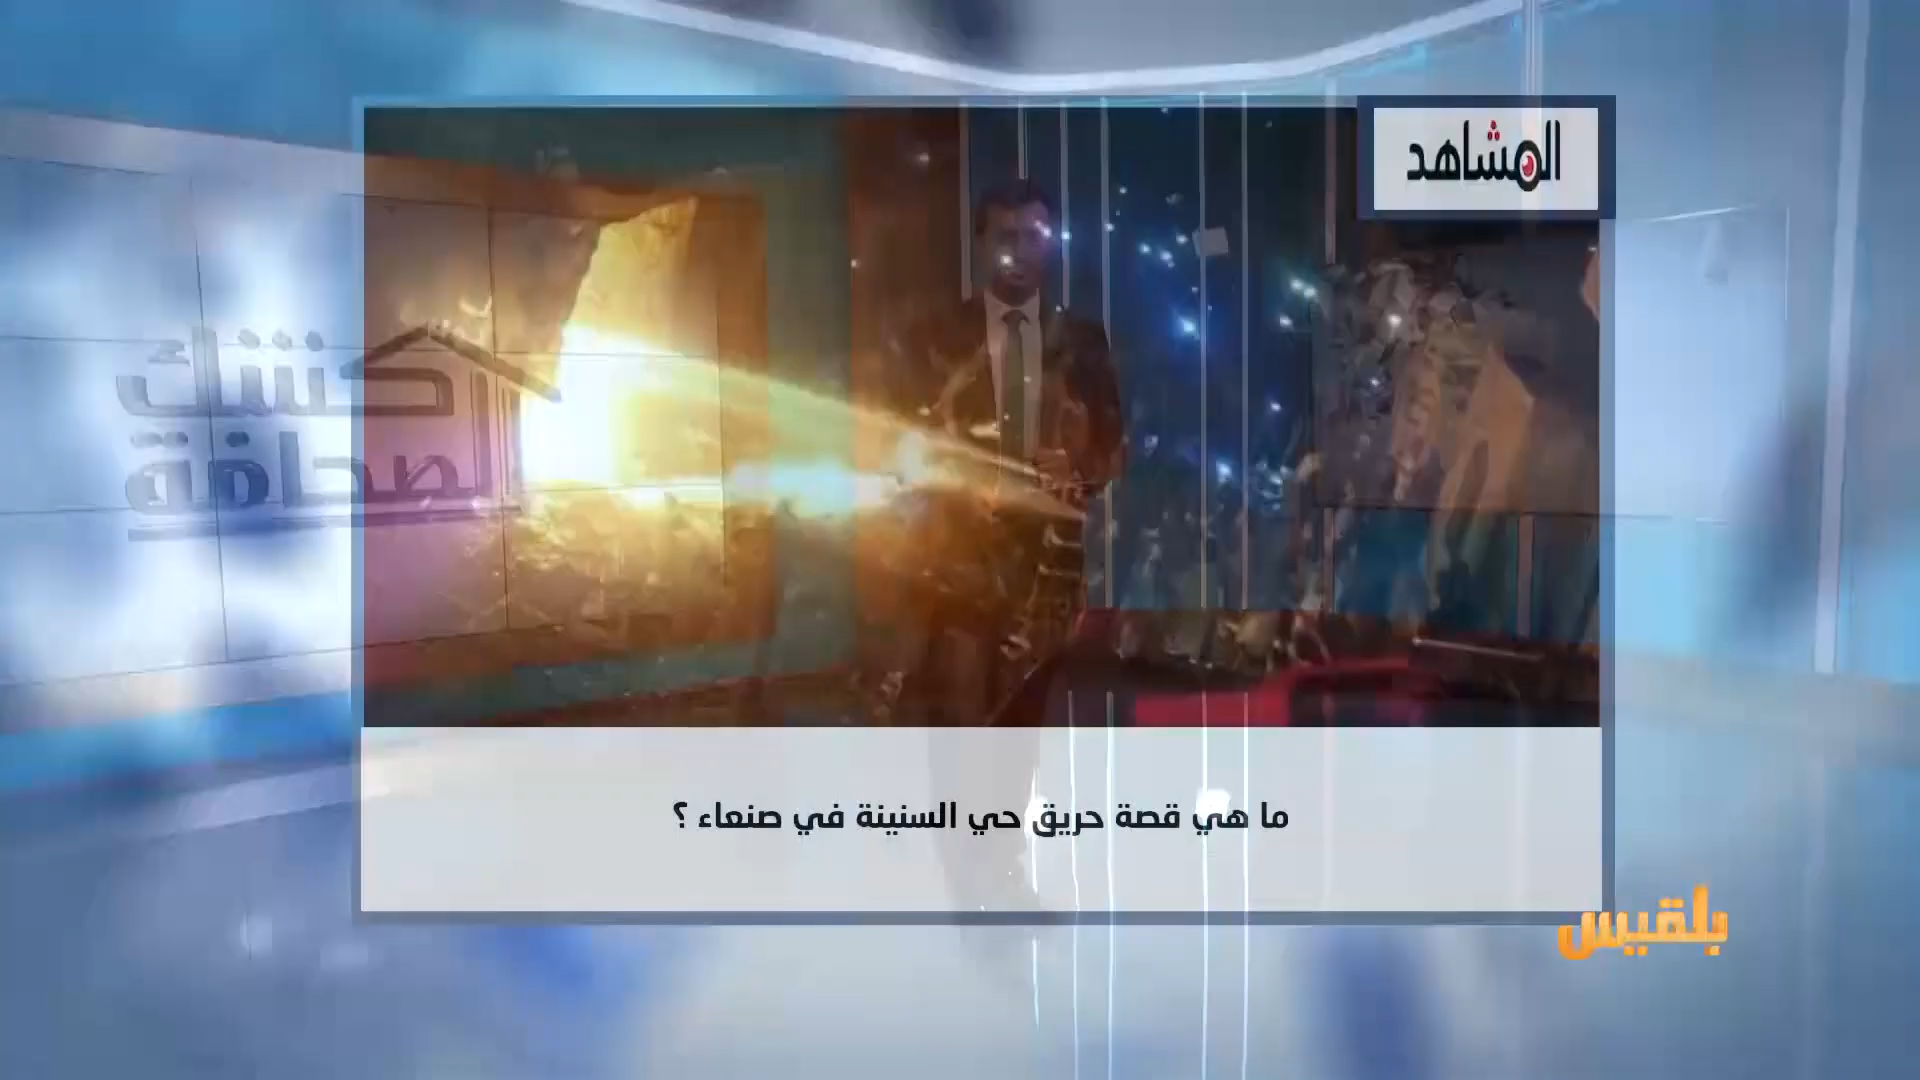 المشاهد
كشك
الصحافة
ما هي قصة حريق حي السنينة في صنعاء ؟
بلقيس